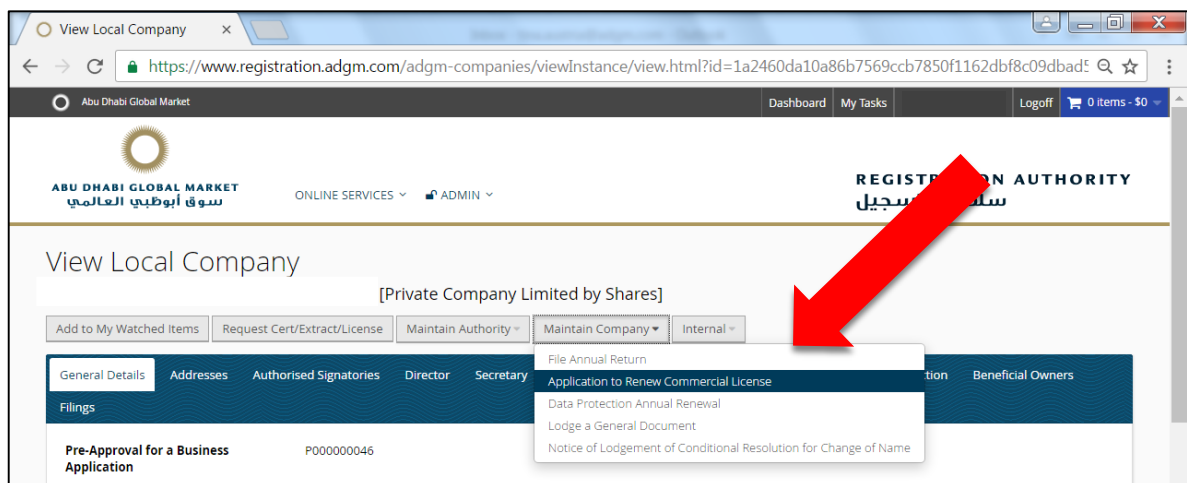 View Local Company ×
https://www.registration.adgm.com/adgm-companies/viewInstance/view.html?id=1a2460da10a86b7569ccb7850f1162dbf8c09dbad5
Abu Dhabi Global Market Dashboard My Tasks Logoff 0 items - $0
ABU DHABI GLOBAL MARKET
سوق أبوظبي العالمي
ONLINE SERVICES ADMIN
AUTHORITY
View Local Company
[Private Company Limited by Shares]
Add to My Watched Items Request Cert/Extract/License Maintain Authority Maintain Company Internal
File Annual Return
Application to Renew Commercial License
Data Protection Annual Renewal
Lodge a General Document
Notice of Lodgement of Conditional Resolution for Change of Name
General Details Addresses Authorised Signatories Director Secretary Beneficial Owners
Filings
Pre-Approval for a Business Application P000000046